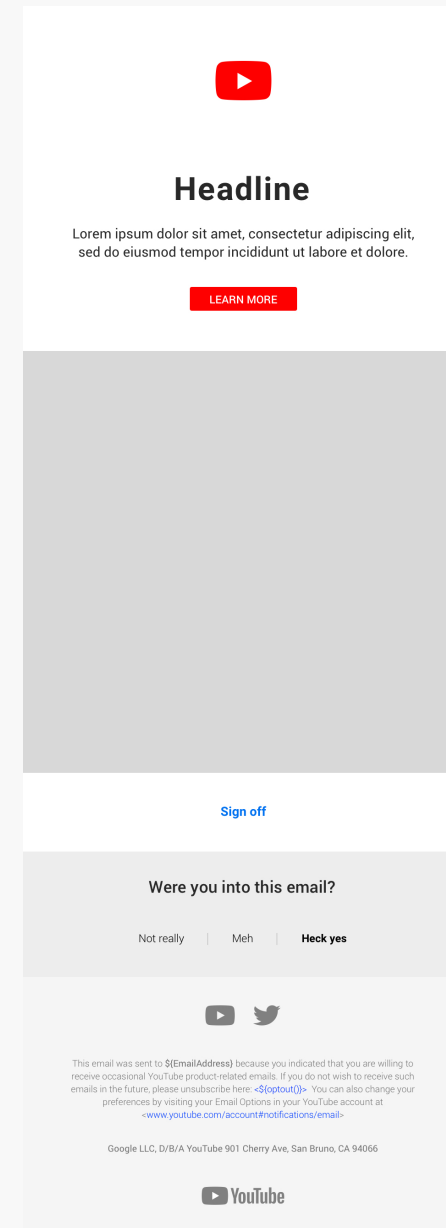 Headline
Lorem ipsum dolor sit amet, consectetur adipiscing elit,
sed do eiusmod tempor incididunt ut labore et dolore.
LEARN MORE
Sign off
Were you into this email?
Not really | Meh | Heck yes
This email was sent to ${EmailAddress} because you indicated that you are willing to
receive occasional YouTube product-related emails. If you do not wish to receive such
emails in the future, please unsubscribe here: <${optout()}> You can also change your
preferences by visiting your Email Options in your YouTube account at
<www.youtube.com/account#notifications/email>
Google LLC, D/B/A YouTube 901 Cherry Ave, San Bruno, CA 94066
YouTube